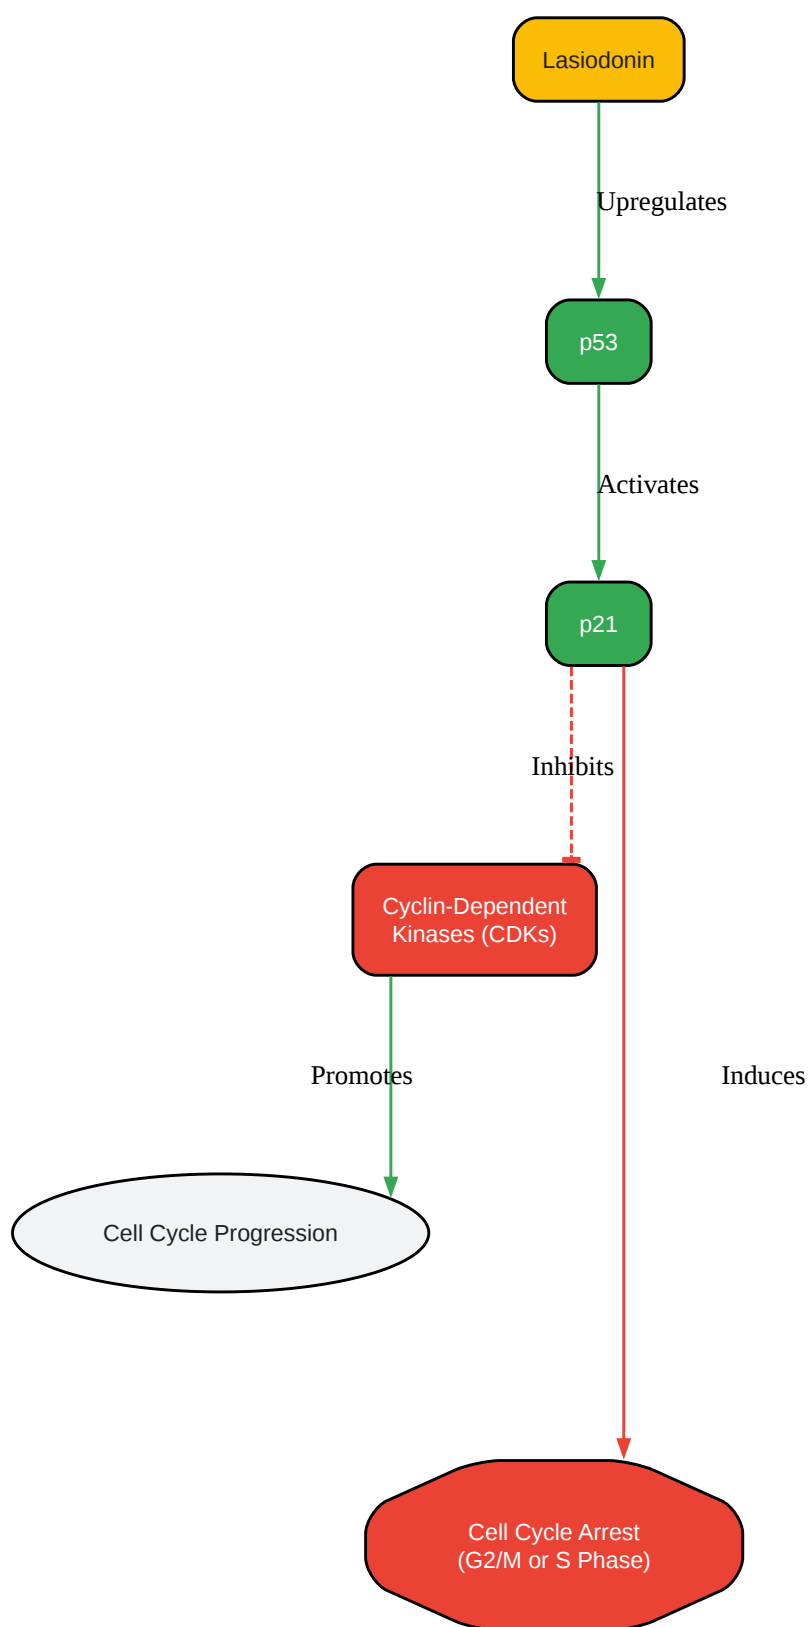 Lasiodonin
Upregulates
p53
Activates
p21
Inhibits
Cyclin-Dependent
Kinases (CDKs)
Promotes
Induces
Cell Cycle Progression
Cell Cycle Arrest
(G2/M or S Phase)